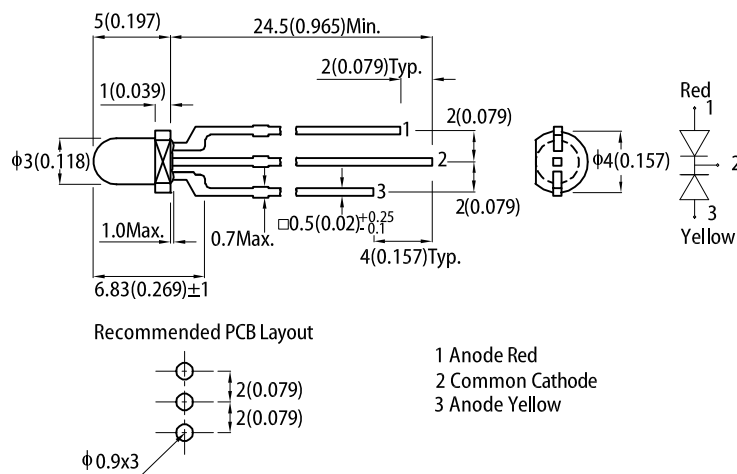 5(0.197)
24.5(0.965)Min.
2(0.079)Typ.
1(0.039)
2(0.079)
Red
1
ϕ3(0.118)
1
2
3
ϕ4(0.157)
2
2(0.079)
3
Yellow
1.0Max.
0.7Max.
□0.5(0.02)+0.25 -0.1
4(0.157)Typ.
6.83(0.269)±1
Recommended PCB Layout
2(0.079)
2(0.079)
ϕ0.9x3
1 Anode Red
2 Common Cathode
3 Anode Yellow